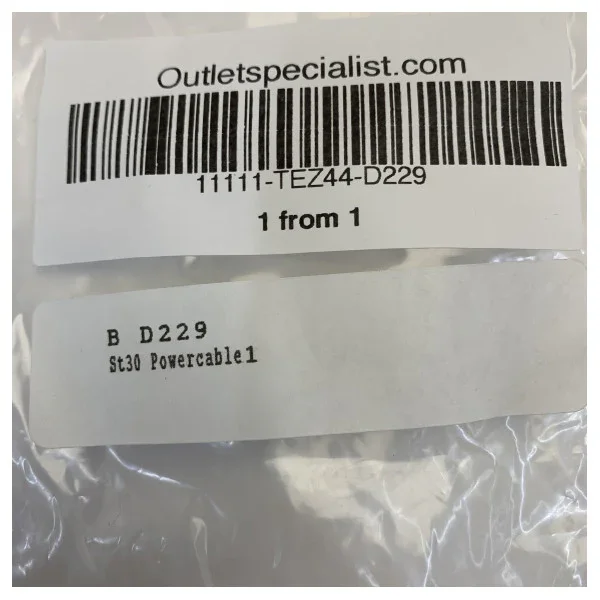 Outletspecialist.com
11111-TEZ44-D229
1 from 1
B D229
St30 Powercable1